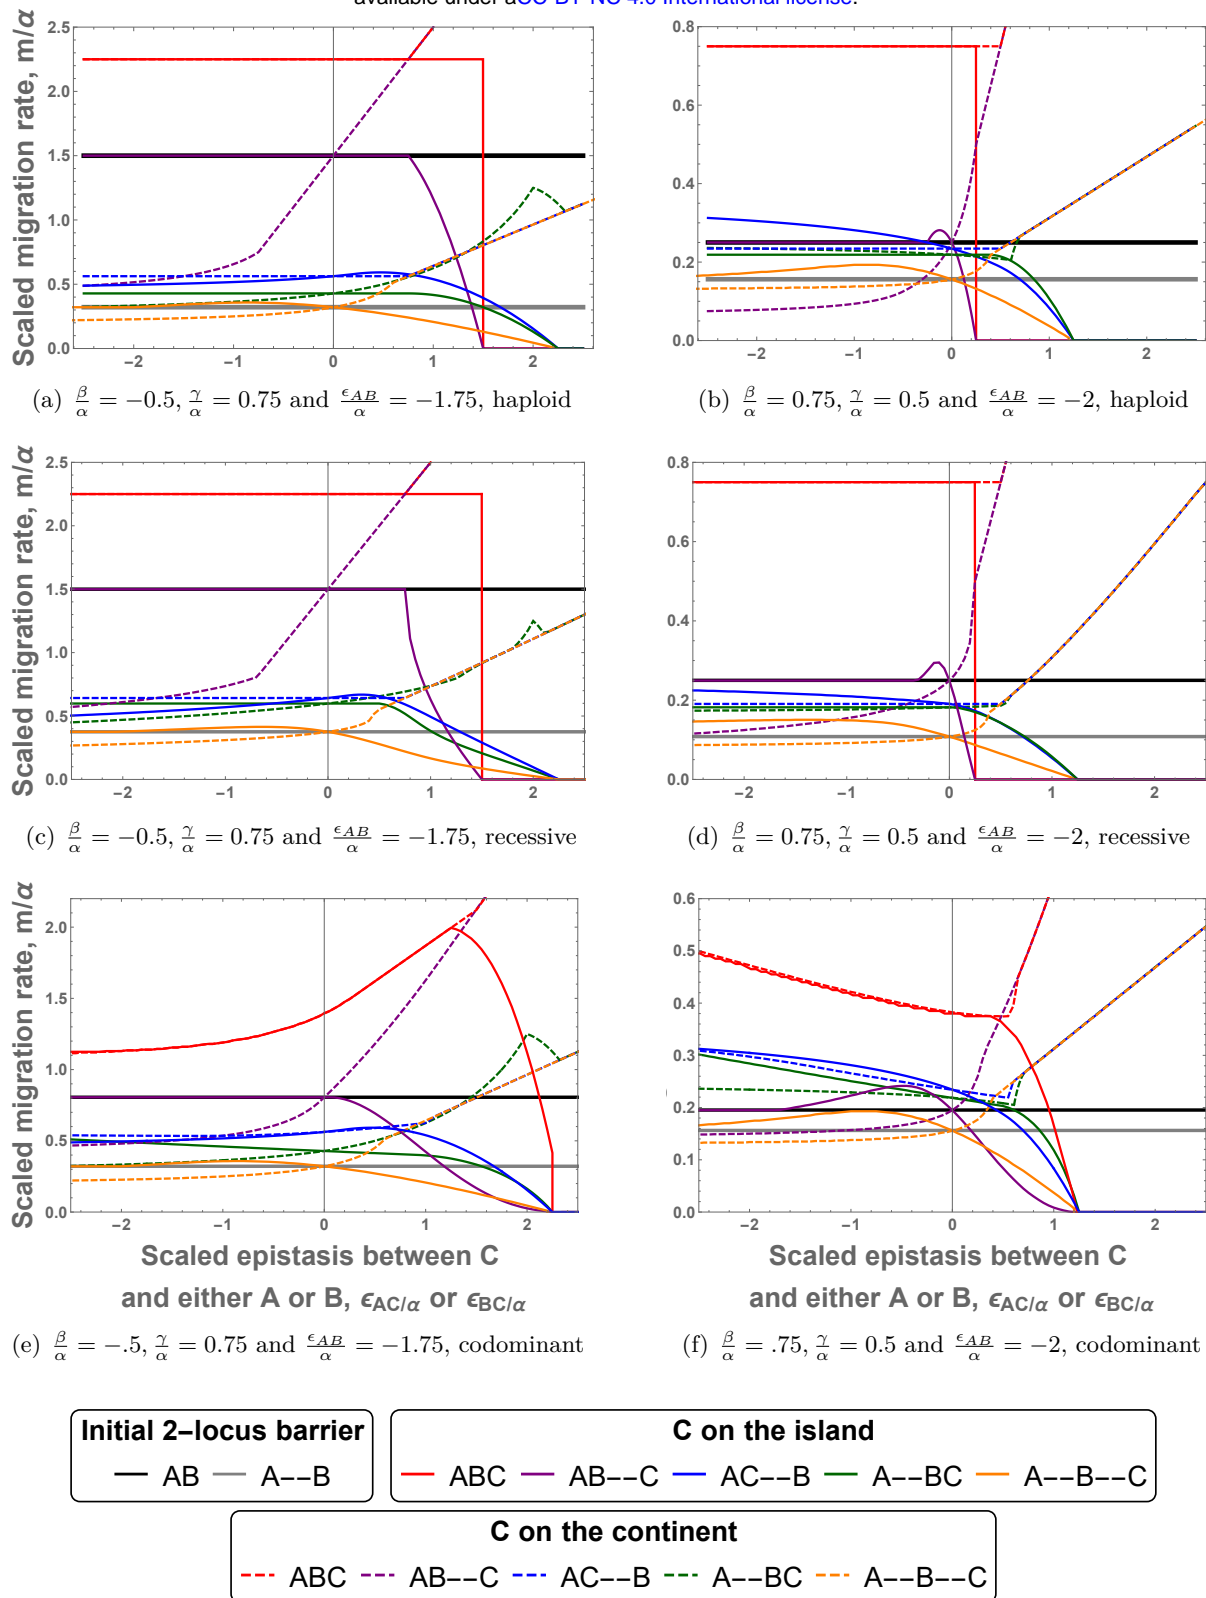 available under aCC-BY-NC 4.0 International license.
Scaled migration rate, m/α
2.5
2.0
1.5
1.0
0.5
0.0
−2 −1 0 1 2
0.8
0.6
0.4
0.2
0.0
−2 −1 0 1 2
(a) β/α = −0.5, γ/α = 0.75 and ϵ_AB/α = −1.75, haploid
(b) β/α = 0.75, γ/α = 0.5 and ϵ_AB/α = −2, haploid
Scaled migration rate, m/α
2.5
2.0
1.5
1.0
0.5
0.0
−2 −1 0 1 2
0.8
0.6
0.4
0.2
0.0
−2 −1 0 1 2
(c) β/α = −0.5, γ/α = 0.75 and ϵ_AB/α = −1.75, recessive
(d) β/α = 0.75, γ/α = 0.5 and ϵ_AB/α = −2, recessive
Scaled migration rate, m/α
2.0
1.5
1.0
0.5
0.0
−2 −1 0 1 2
0.6
0.5
0.4
0.3
0.2
0.1
0.0
−2 −1 0 1 2
Scaled epistasis between C
and either A or B, ϵAC/α or ϵBC/α
Scaled epistasis between C
and either A or B, ϵAC/α or ϵBC/α
(e) β/α = −.5, γ/α = 0.75 and ϵ_AB/α = −1.75, codominant
(f) β/α = .75, γ/α = 0.5 and ϵ_AB/α = −2, codominant
Initial 2−locus barrier
AB A−−B
C on the island
ABC AB−−C AC−−B A−−BC A−−B−−C
C on the continent
ABC AB−−C AC−−B A−−BC A−−B−−C